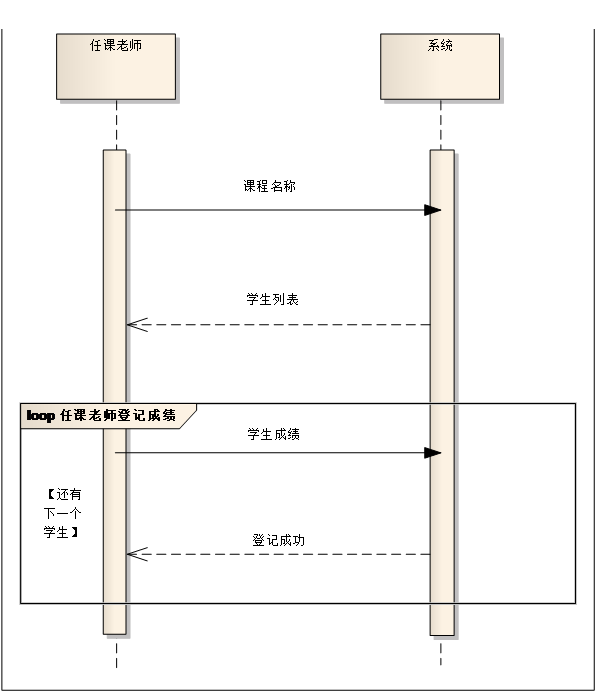 任课老师
系统
课程名称
学生列表
loop 任课老师登记成绩
学生成绩
【还有
下一个
学生】
登记成功